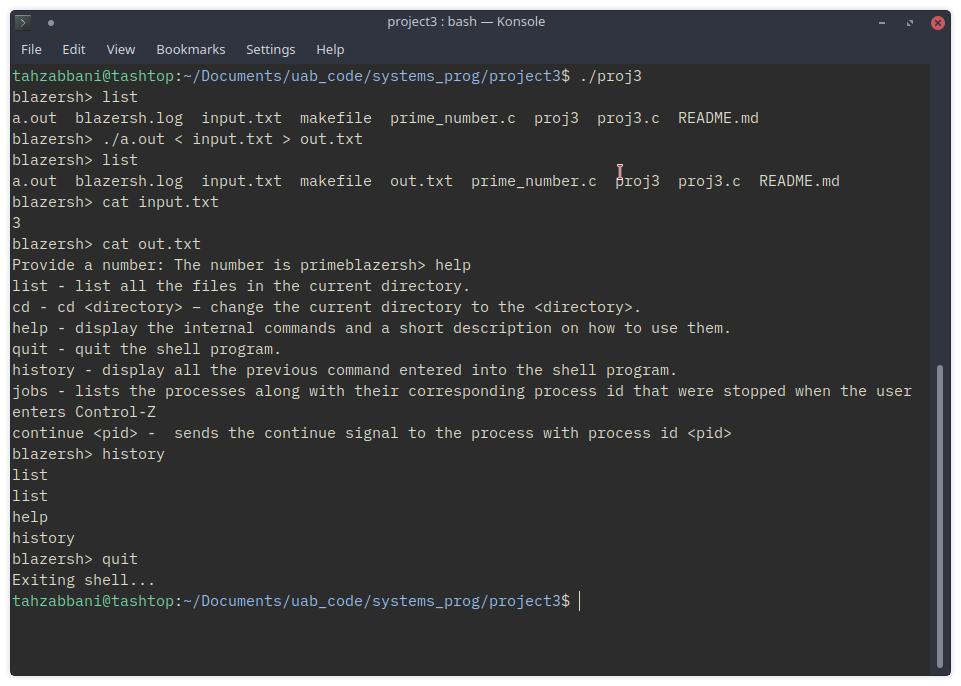 project3 : bash — Konsole
File Edit View Bookmarks Settings Help
tahzabbani@tashtop:~/Documents/uab_code/systems_prog/project3$ ./proj3
blazersh> list
a.out  blazersh.log  input.txt  makefile  prime_number.c  proj3  proj3.c  README.md
blazersh> ./a.out < input.txt > out.txt
blazersh> list
a.out  blazersh.log  input.txt  makefile  out.txt  prime_number.c  proj3  proj3.c  README.md
blazersh> cat input.txt
3
blazersh> cat out.txt
Provide a number: The number is primeblazersh> help
list - list all the files in the current directory.
cd - cd <directory> – change the current directory to the <directory>.
help - display the internal commands and a short description on how to use them.
quit - quit the shell program.
history - display all the previous command entered into the shell program.
jobs - lists the processes along with their corresponding process id that were stopped when the user
enters Control-Z
continue <pid> -  sends the continue signal to the process with process id <pid>
blazersh> history
list
list
help
history
blazersh> quit
Exiting shell...
tahzabbani@tashtop:~/Documents/uab_code/systems_prog/project3$